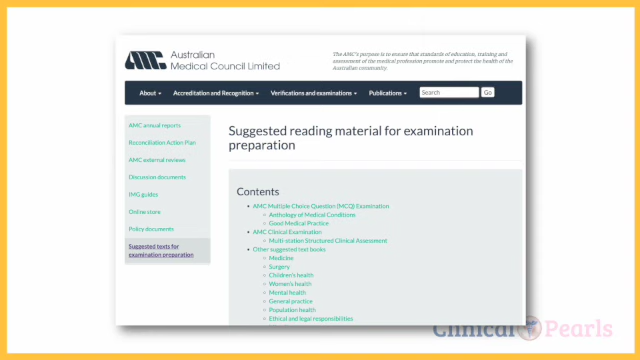 AMC
Australian
Medical Council Limited
The AMC's purpose is to ensure that standards of education, training and
assessment of the medical profession promote and protect the health of the
Australian community.
About
Accreditation and Recognition
Verifications and examinations
Publications
Search
Go
AMC annual reports
Reconciliation Action Plan
AMC external reviews
Discussion documents
IMG guides
Online store
Policy documents
Suggested texts for
examination preparation
Suggested reading material for examination
preparation
Contents
AMC Multiple Choice Question (MCQ) Examination
Anthology of Medical Conditions
Good Medical Practice
AMC Clinical Examination
Multi-station Structured Clinical Assessment
Other suggested text books
Medicine
Surgery
Children's health
Women's health
Mental health
General practice
Population health
Ethical and legal responsibilities
Clinical Pearls